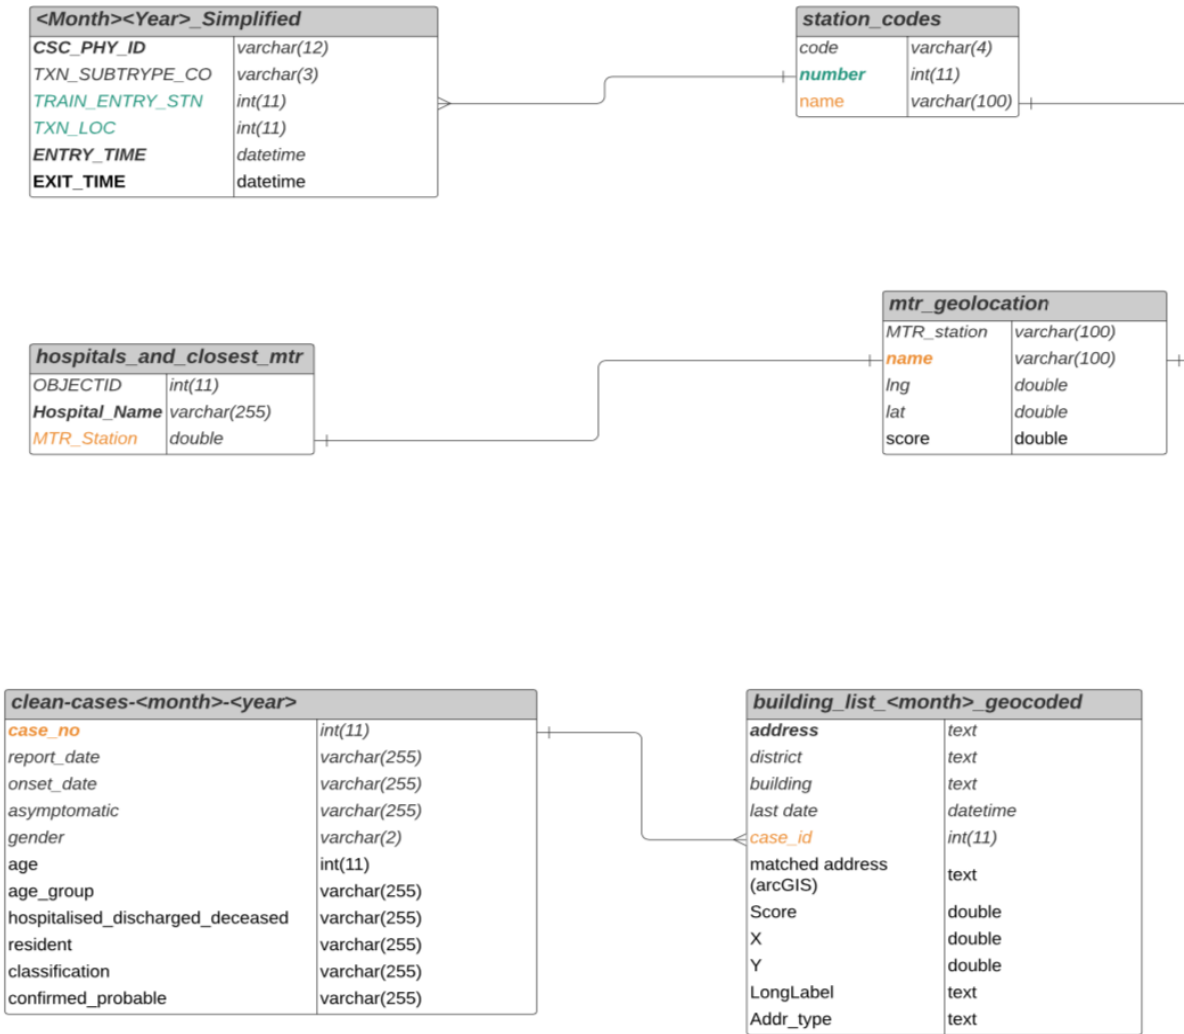 <Month><Year>_Simplified
CSC_PHY_ID varchar(12)
TXN_SUBTRYPE_CO varchar(3)
TRAIN_ENTRY_STN int(11)
TXN_LOC int(11)
ENTRY_TIME datetime
EXIT_TIME datetime
station_codes
code varchar(4)
number int(11)
name varchar(100)
mtr_geolocation
MTR_station varchar(100)
name varchar(100)
lng double
lat double
score double
hospitals_and_closest_mtr
OBJECTID int(11)
Hospital_Name varchar(255)
MTR_Station double
clean-cases-<month>-<year>
case_no int(11)
report_date varchar(255)
onset_date varchar(255)
asymptomatic varchar(255)
gender varchar(2)
age int(11)
age_group varchar(255)
hospitalised_discharged_deceased varchar(255)
resident varchar(255)
classification varchar(255)
confirmed_probable varchar(255)
building_list_<month>_geocoded
address text
district text
building text
last date datetime
case_id int(11)
matched address
(arcGIS) text
Score double
X double
Y double
LongLabel text
Addr_type text